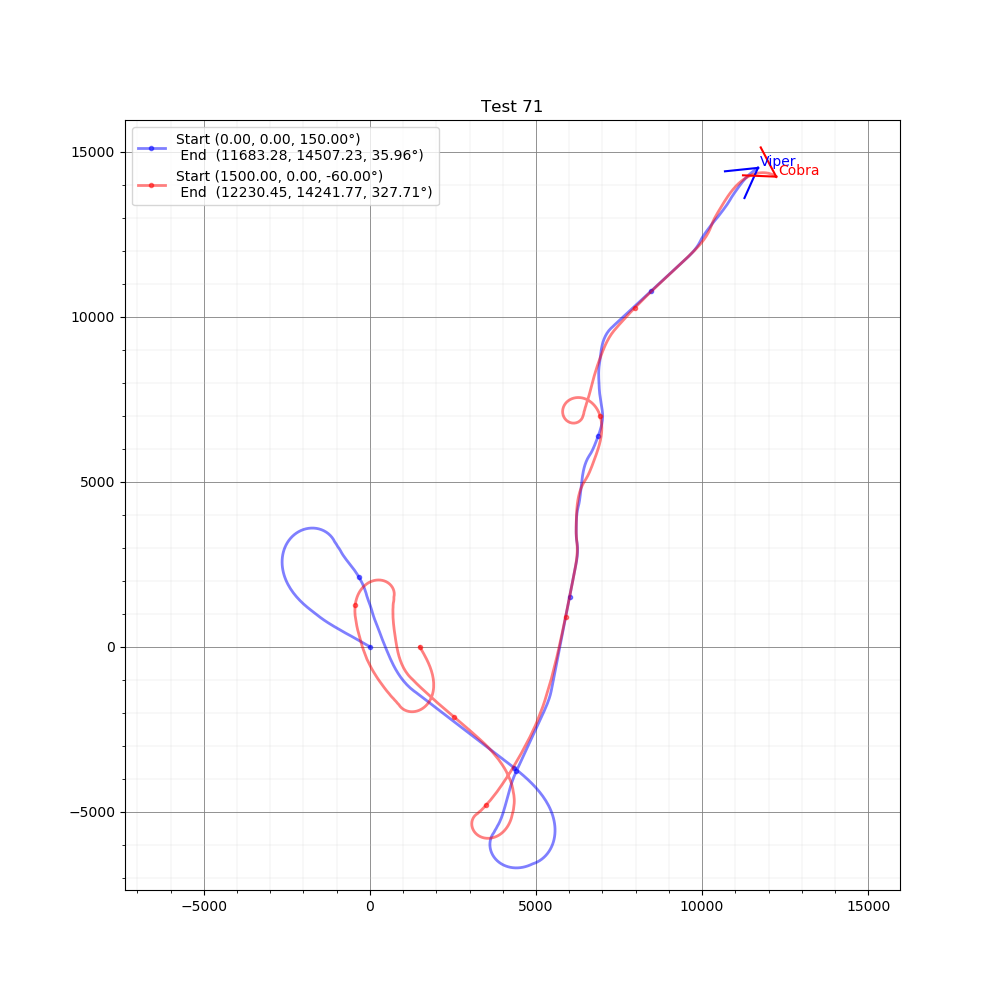 Test 71
Start (0.00, 0.00, 150.00°)
End (11683.28, 14507.23, 35.96°)
Start (1500.00, 0.00, -60.00°)
End (12230.45, 14241.77, 327.71°)
Viper
Cobra
15000
10000
5000
0
−5000
−5000
0
5000
10000
15000